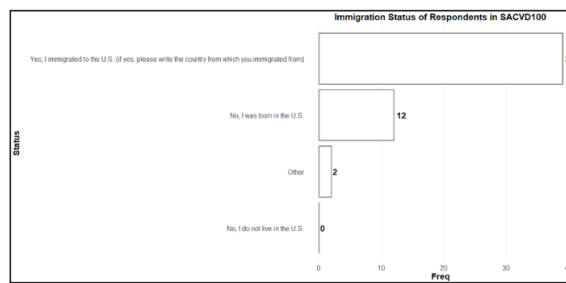 Immigration Status of Respondents in SACVD100
Yes, I immigrated to the U.S. (if yes, please write the country from which you immigrated from)
No, I was born in the U.S.
12
Status
Other
2
No, I do not live in the U.S.
0
0 10 20 30
Freq